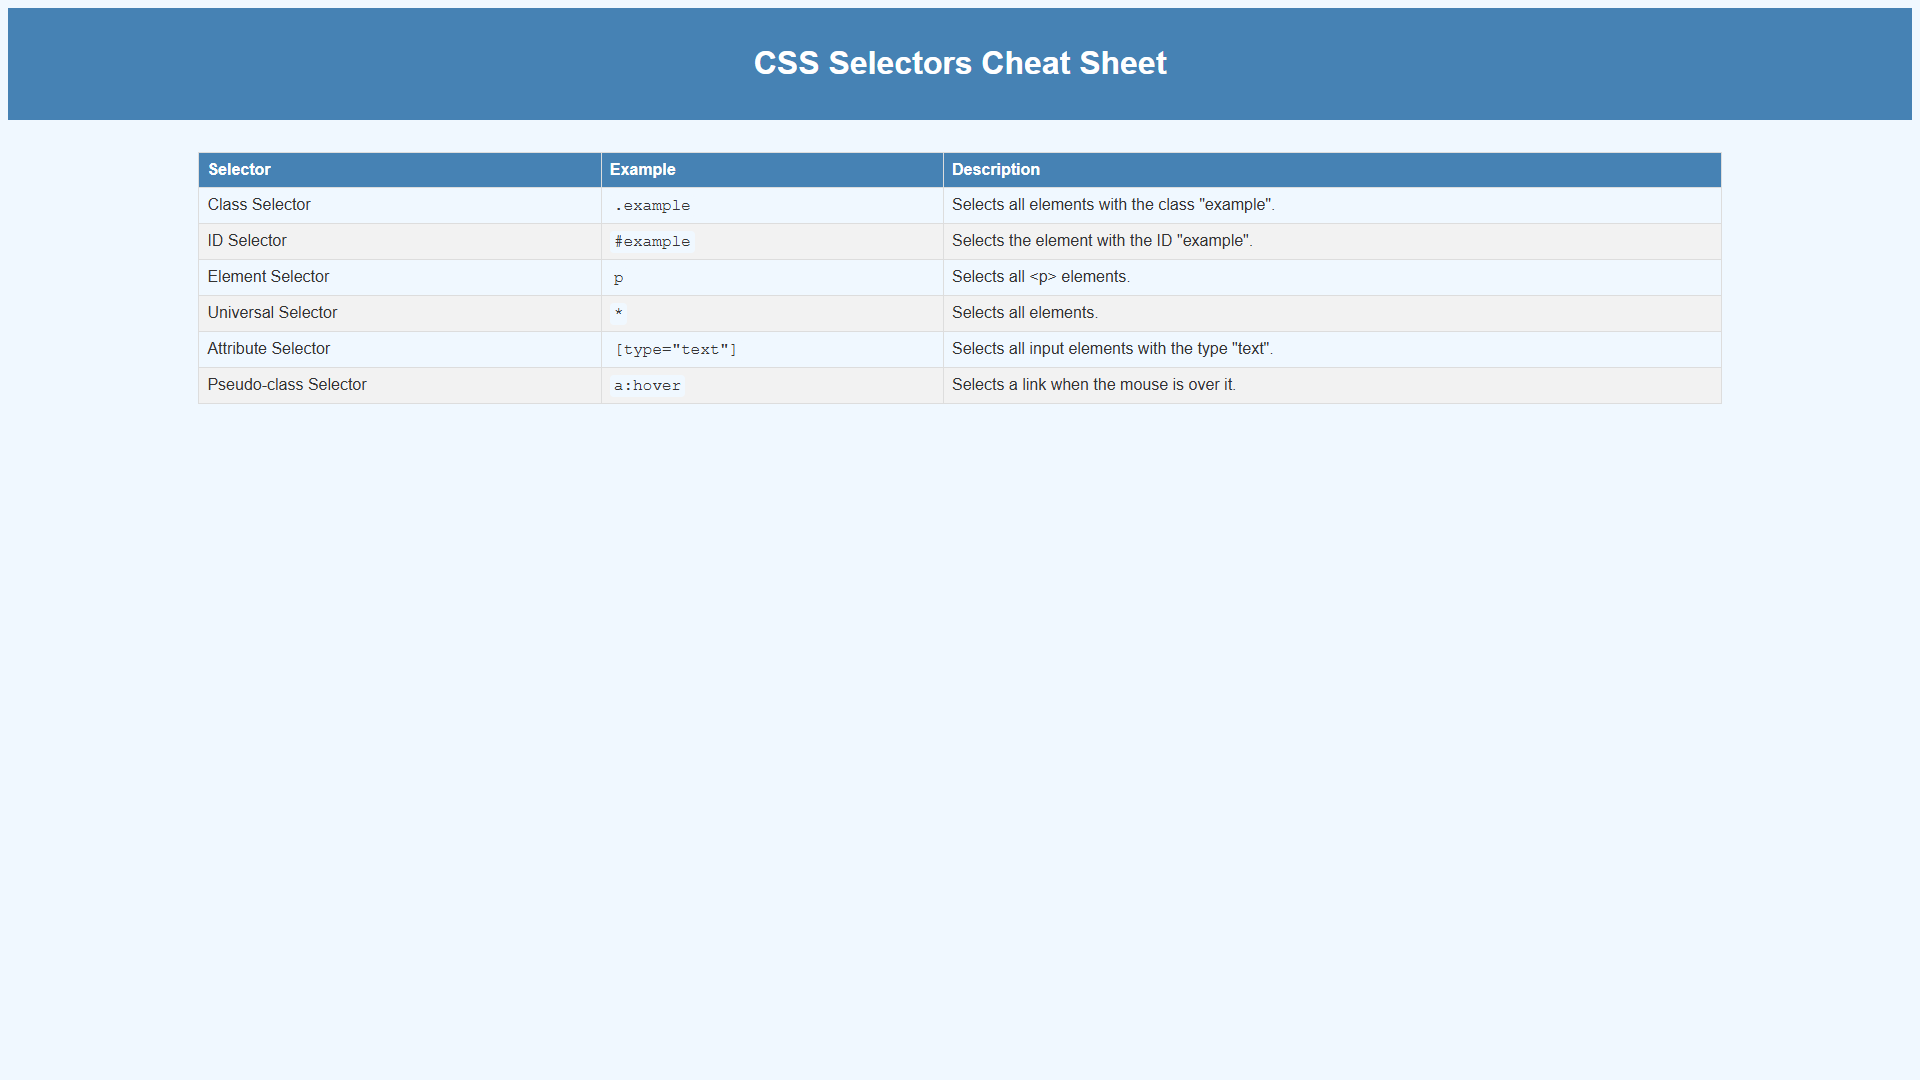 CSS Selectors Cheat Sheet
Selector Example Description
Class Selector .example Selects all elements with the class "example".
ID Selector #example Selects the element with the ID "example".
Element Selector p Selects all <p> elements.
Universal Selector * Selects all elements.
Attribute Selector [type="text"] Selects all input elements with the type "text".
Pseudo-class Selector a:hover Selects a link when the mouse is over it.